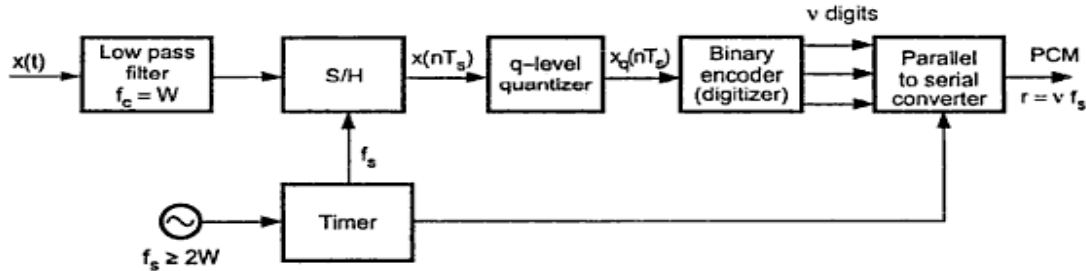 ν digits
x(t)
Low pass
filter
f_c = W
S/H
x(nT_s)
q-level
quantizer
x_q(nT_s)
Binary
encoder
(digitizer)
Parallel
to serial
converter
PCM
r = ν f_s
f_s
Timer
f_s ≥ 2W